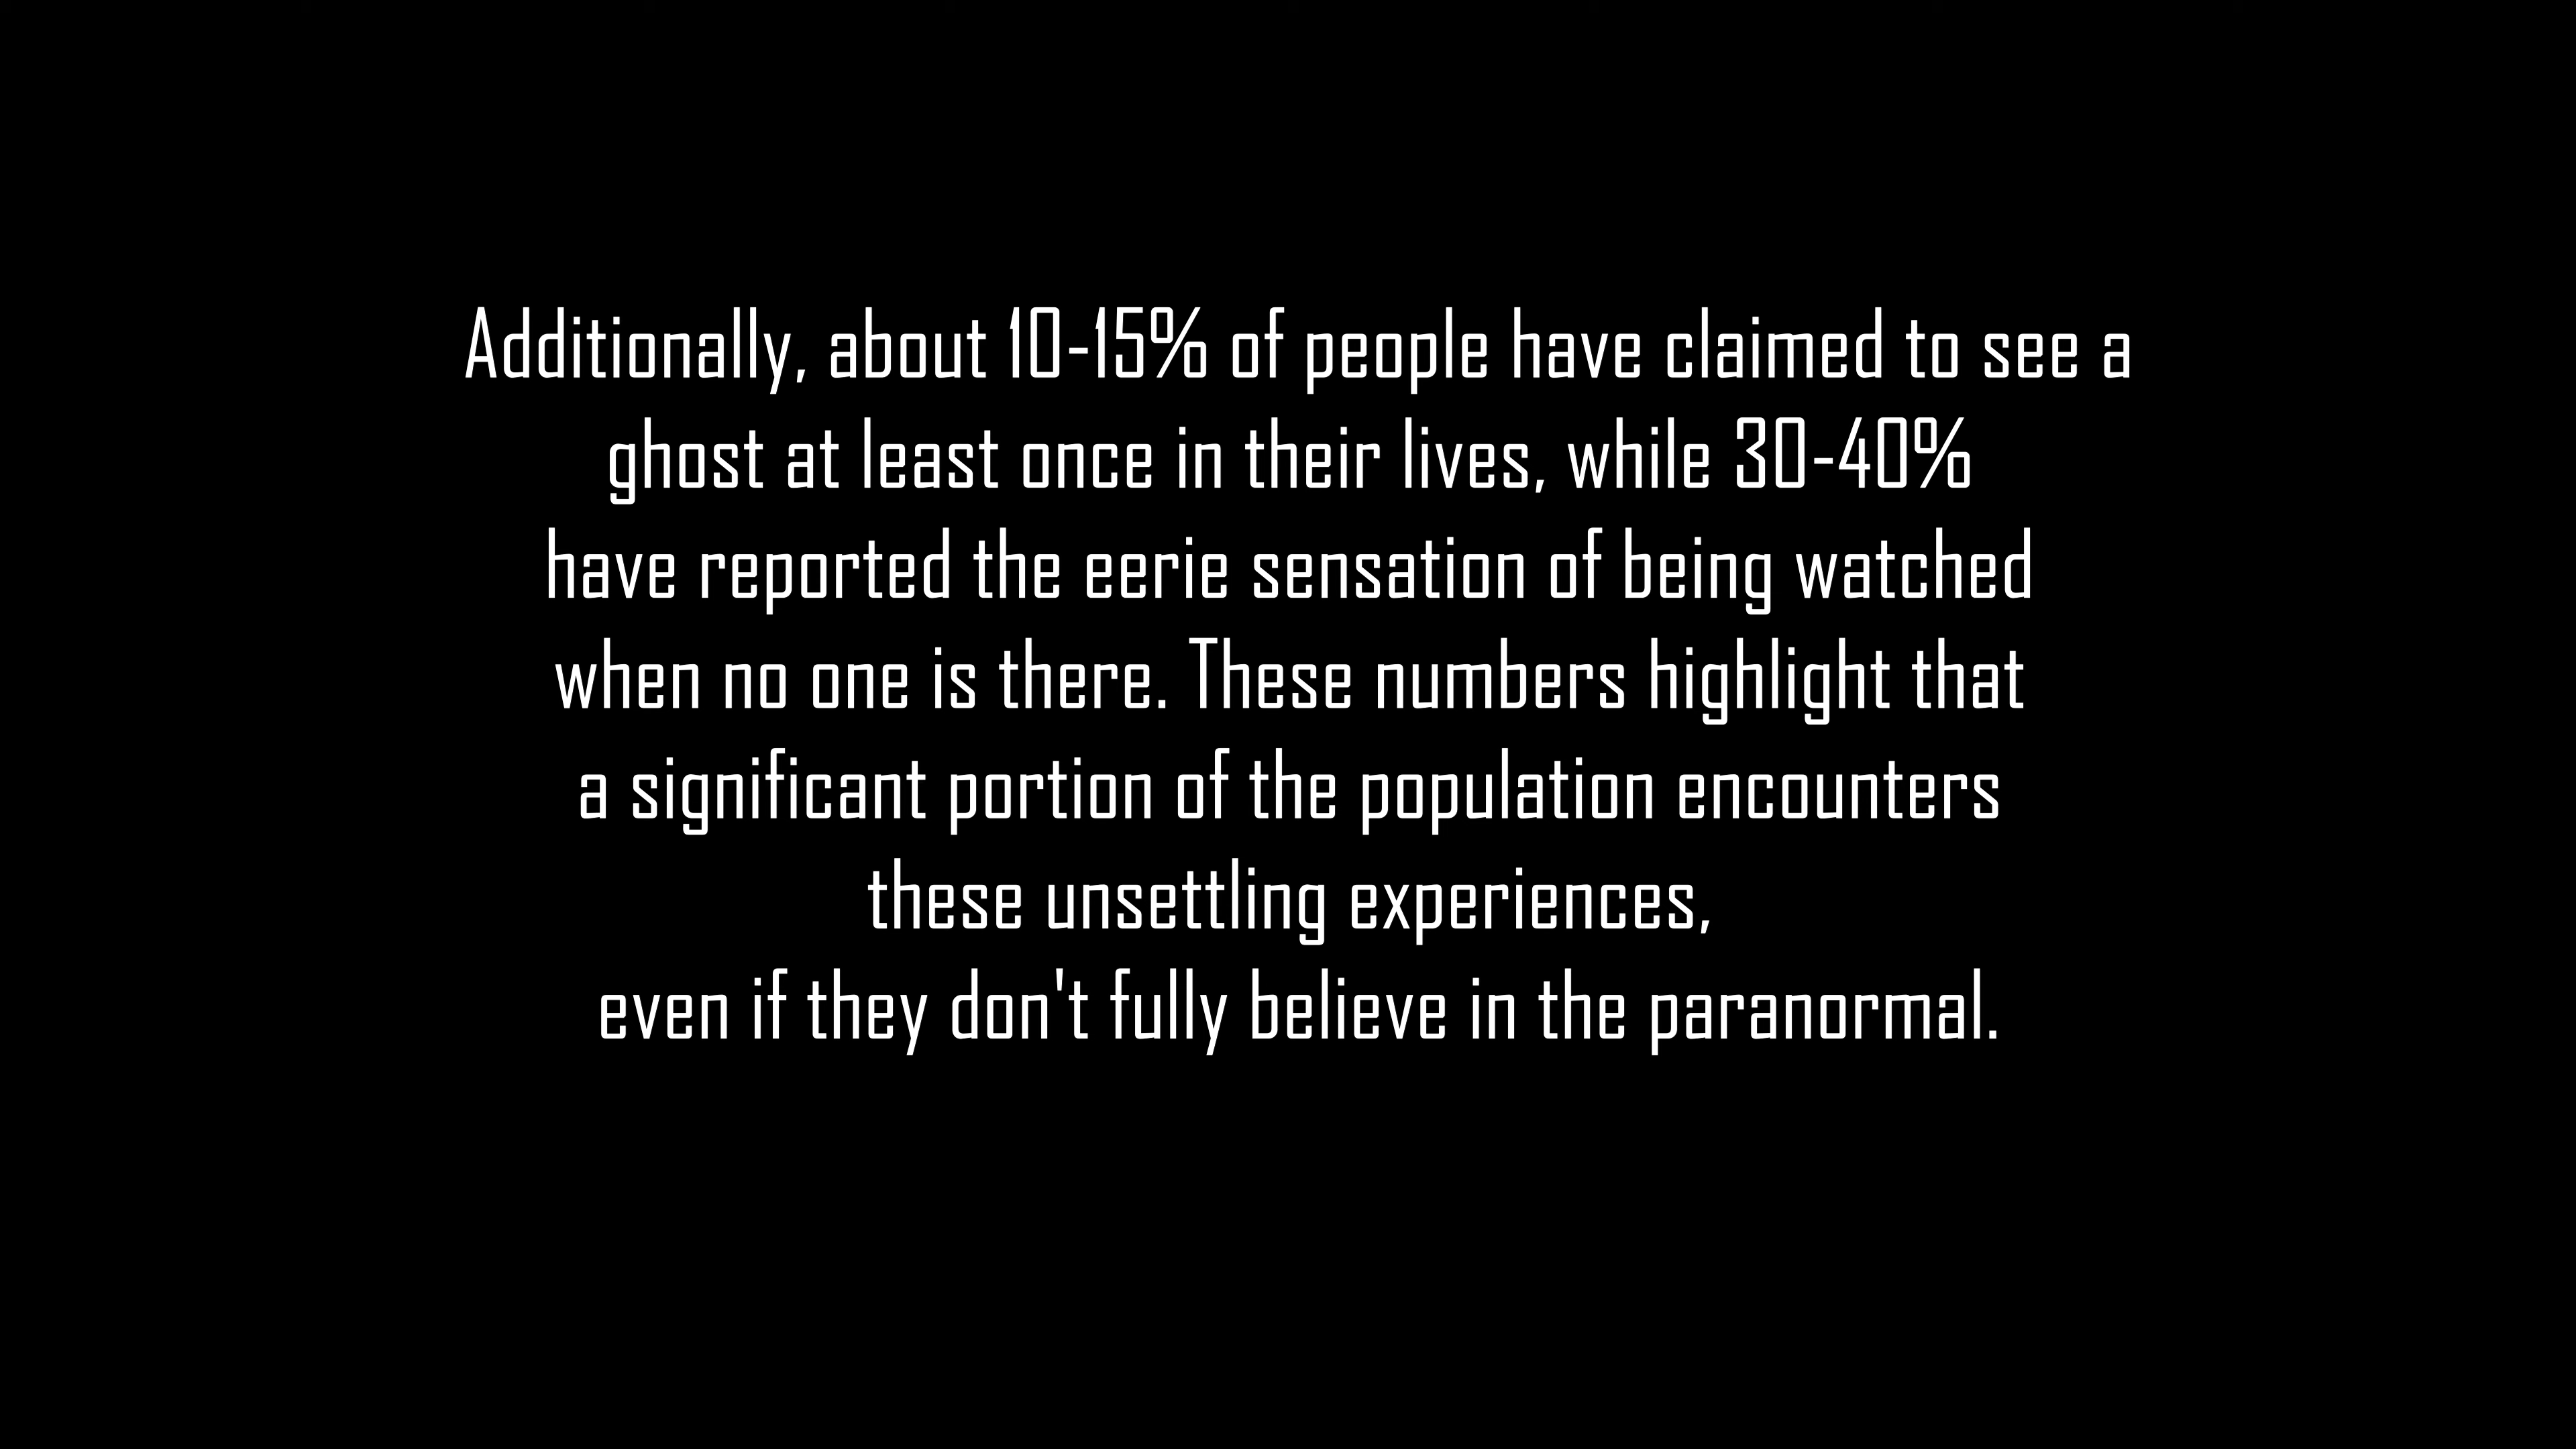 Additionally, about 10-15% of people have claimed to see a
ghost at least once in their lives, while 30-40%
have reported the eerie sensation of being watched
when no one is there. These numbers highlight that
a significant portion of the population encounters
these unsettling experiences,
even if they don't fully believe in the paranormal.